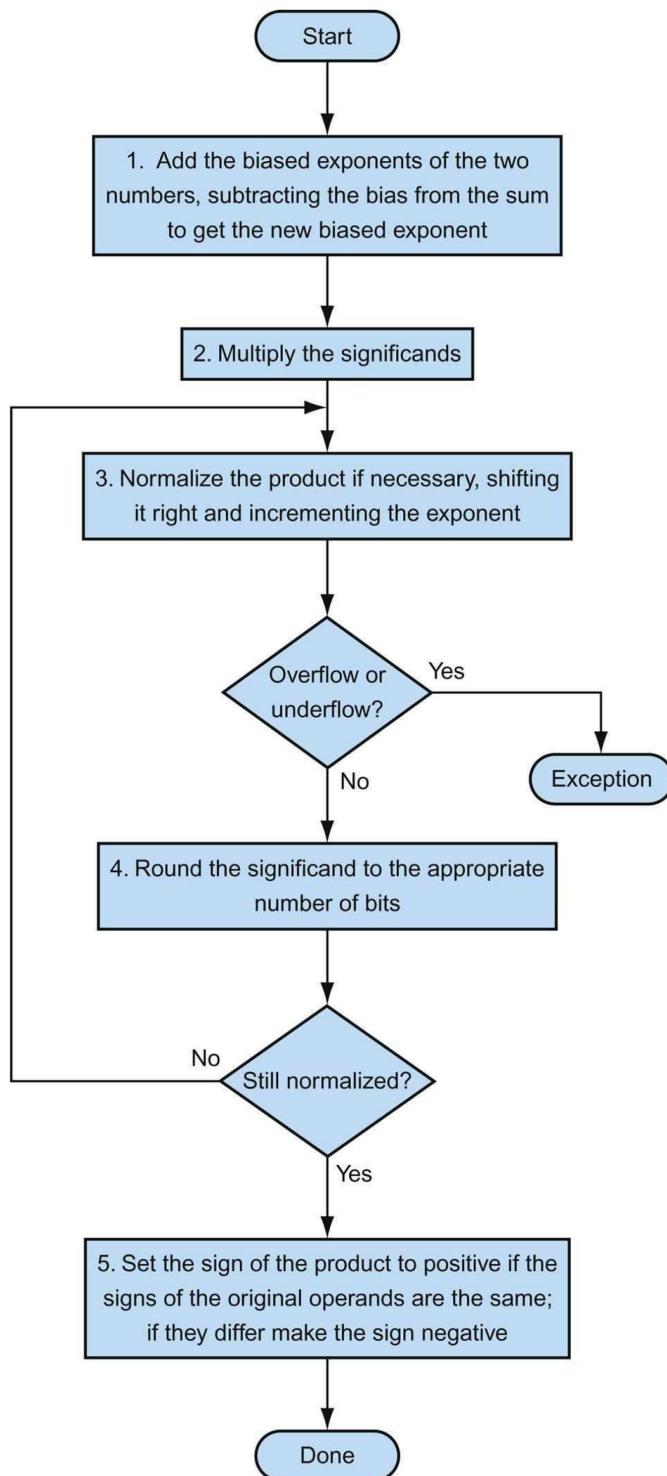 Start
1. Add the biased exponents of the two
numbers, subtracting the bias from the sum
to get the new biased exponent
2. Multiply the significands
3. Normalize the product if necessary, shifting
it right and incrementing the exponent
Overflow or
underflow?
Yes
Exception
No
4. Round the significand to the appropriate
number of bits
No
Still normalized?
Yes
5. Set the sign of the product to positive if the
signs of the original operands are the same;
if they differ make the sign negative
Done